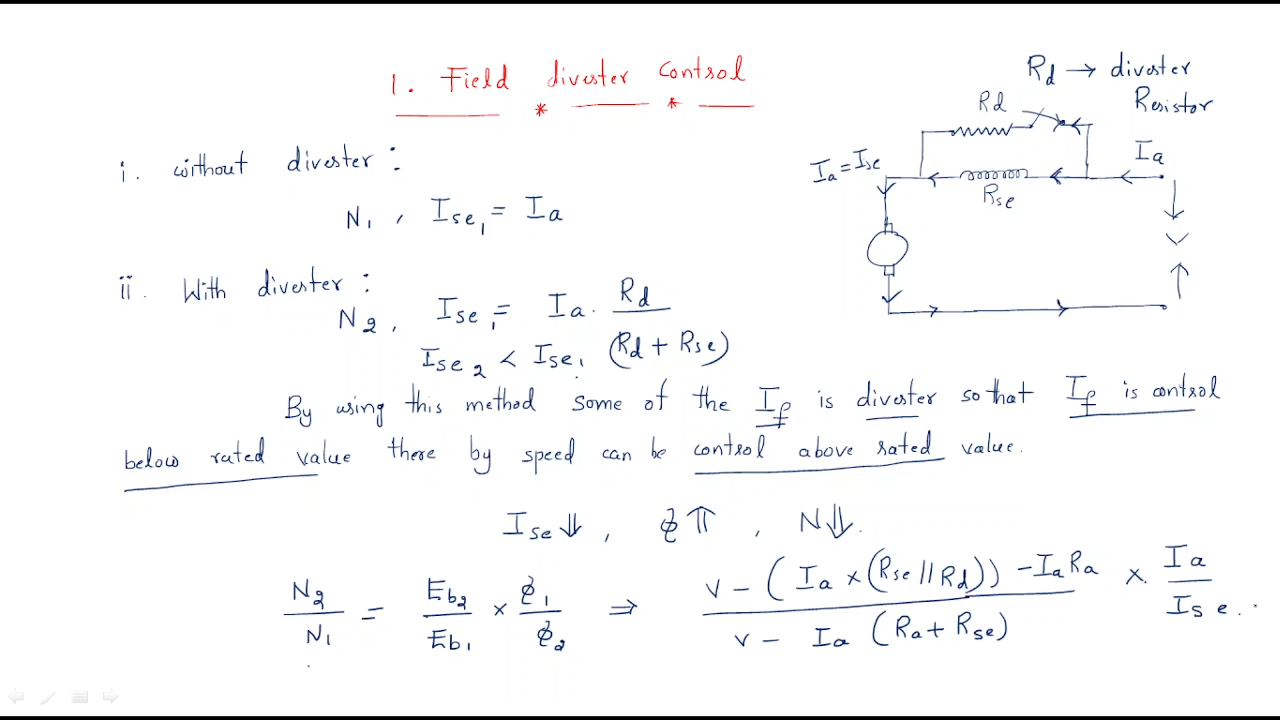 1. Field diverter control
* *
Rd → diverter
Resistor
Rd
Ia = Ise
Rse
Ia
V
i. without diverter :
N₁ , Ise₁ = Ia
ii. With diverter :
N₂ , Ise₁ = Ia . Rd / (Rd + Rse)
Ise₂ < Ise₁
By using this method some of the If is diverter so that If is control
below rated value there by speed can be control above rated value.
Ise ⇓ , Φ ⇑ , N ⇓.
N₂ / N₁ = Eb₂ / Eb₁ × Φ₁ / Φ₂ ⇒ V – ( Ia × (Rse // Rd)) – Ia Ra / V – Ia (Ra + Rse) × Ia / Ise.